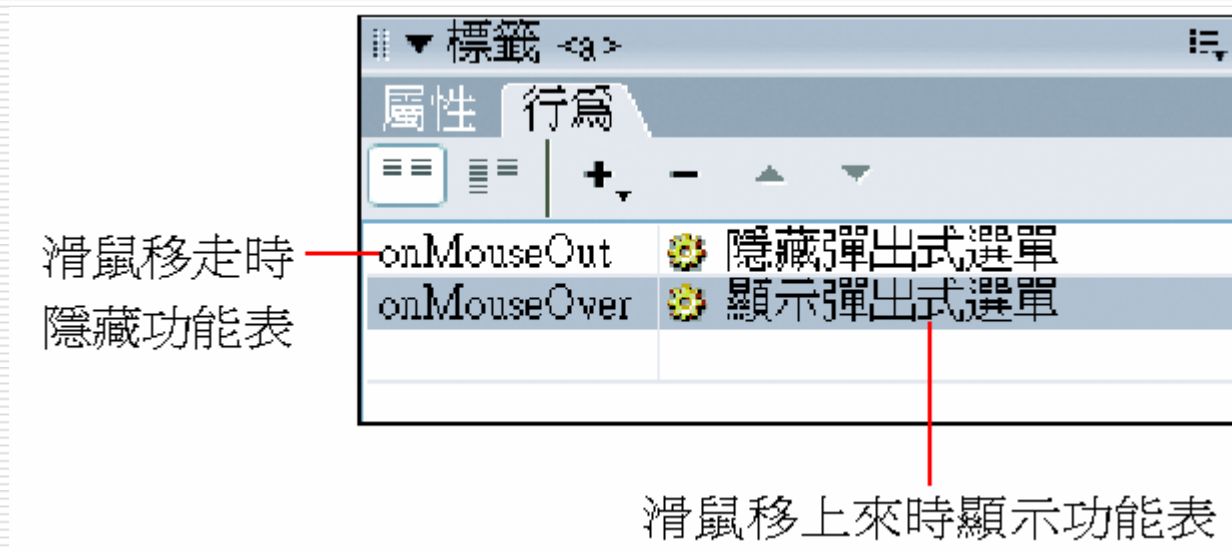 標籤 <a>
屬性 行為
滑鼠移走時
隱藏功能表
onMouseOut 隱藏彈出式選單
onMouseOver 顯示彈出式選單
滑鼠移上來時顯示功能表